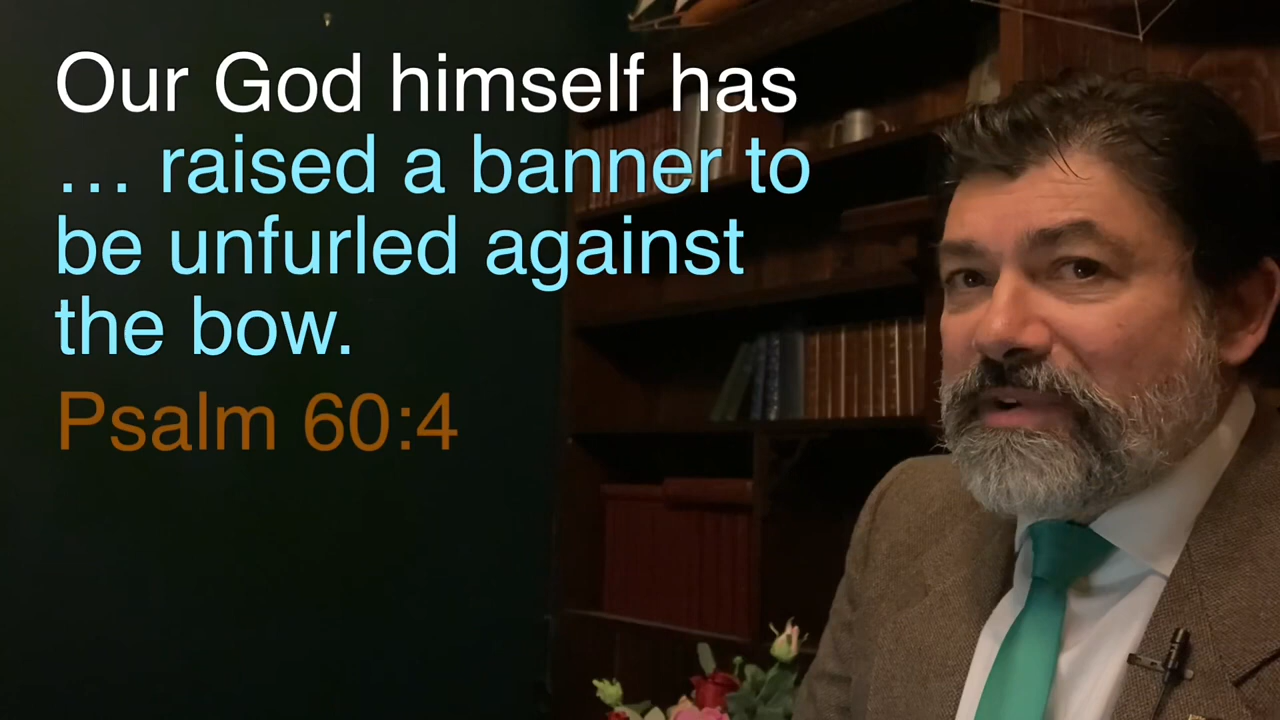 Our God himself has
… raised a banner to
be unfurled against
the bow.
Psalm 60:4